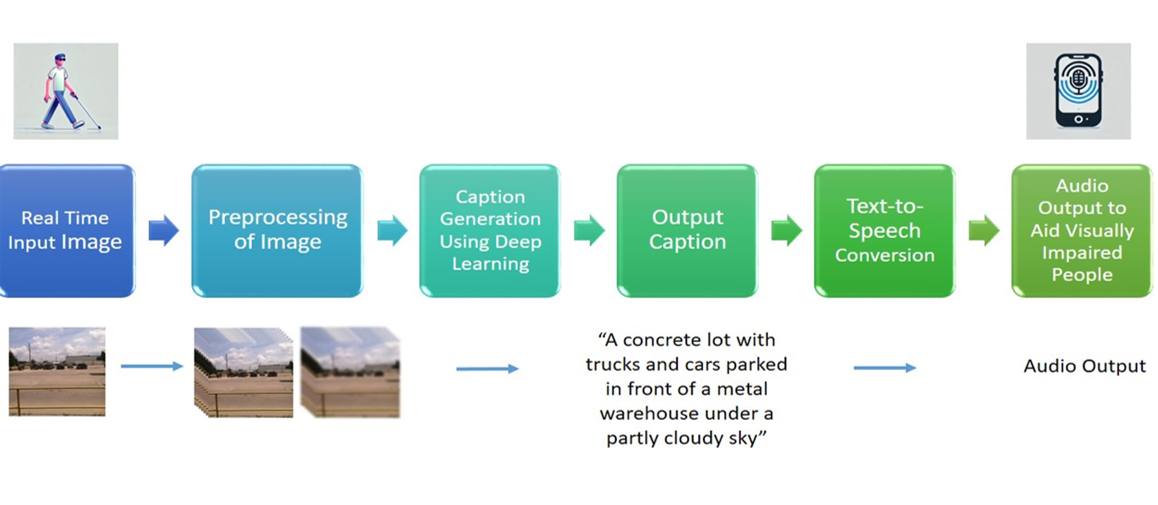 Real Time
Input Image
Preprocessing
of Image
Caption
Generation
Using Deep
Learning
Output
Caption
Text-to-
Speech
Conversion
Audio
Output to
Aid Visually
Impaired
People
“A concrete lot with
trucks and cars parked
in front of a metal
warehouse under a
partly cloudy sky”
Audio Output